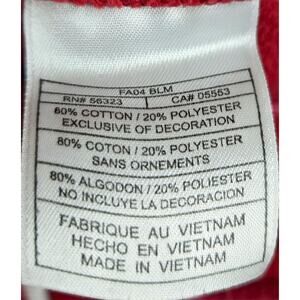 FA04 BLM
RN# 56323 CA# 05553
80% COTTON / 20% POLYESTER
EXCLUSIVE OF DECORATION
80% COTON / 20% POLYESTER
SANS ORNEMENTS
80% ALGODON / 20% POLIESTER
NO INCLUYE LA DECORACION
FABRIQUE AU VIETNAM
HECHO EN VIETNAM
MADE IN VIETNAM